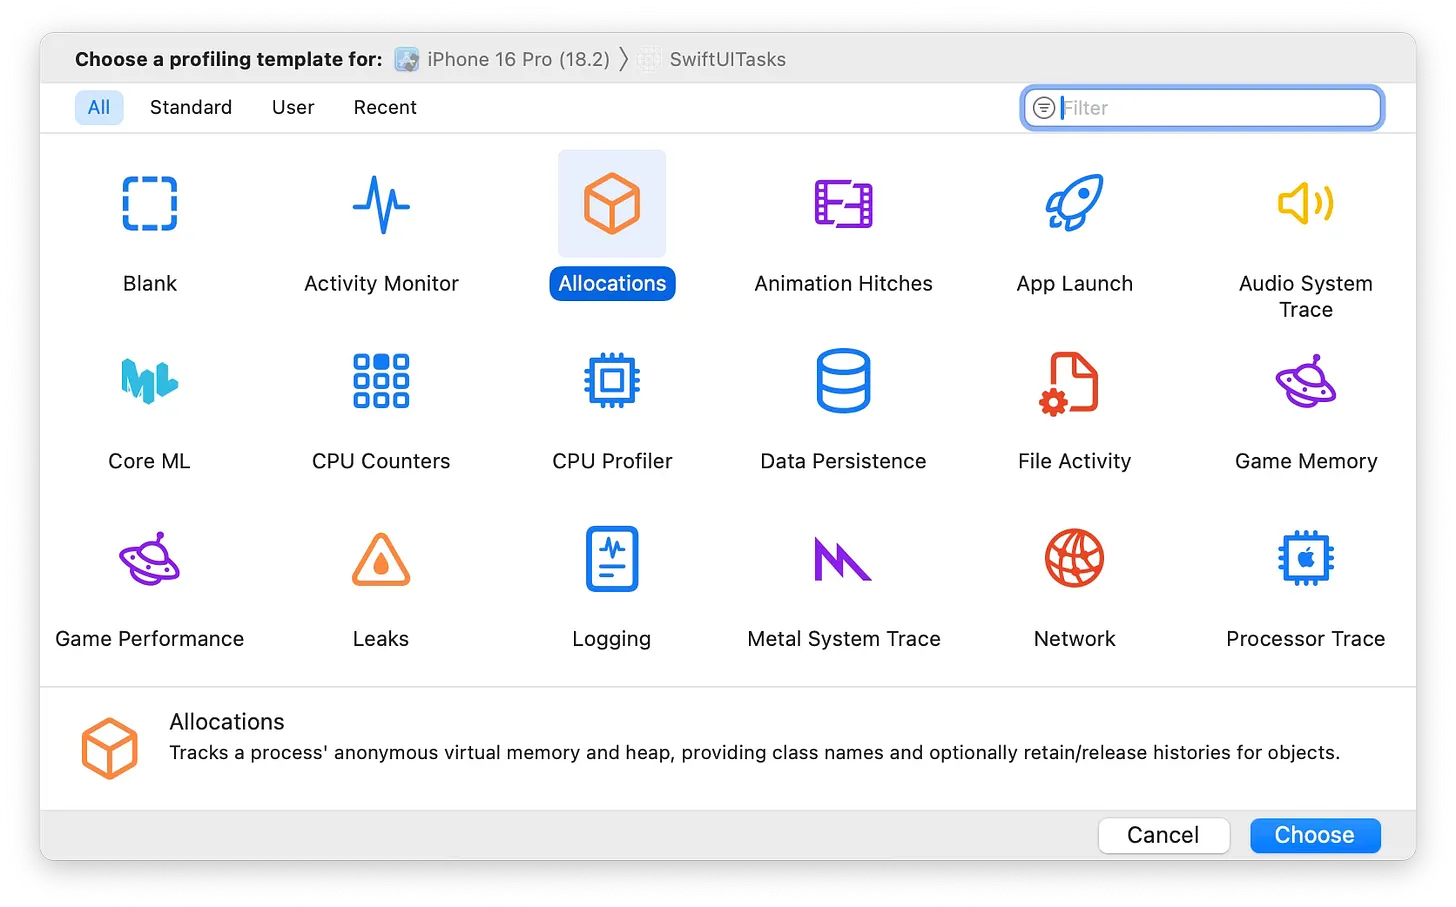 Choose a profiling template for: iPhone 16 Pro (18.2) 〉 SwiftUITasks
All Standard User Recent Filter
Blank Activity Monitor Allocations Animation Hitches App Launch Audio System
Trace
ML
Core ML CPU Counters CPU Profiler Data Persistence File Activity Game Memory
Game Performance Leaks Logging Metal System Trace Network Processor Trace
Allocations
Tracks a process' anonymous virtual memory and heap, providing class names and optionally retain/release histories for objects.
Cancel Choose